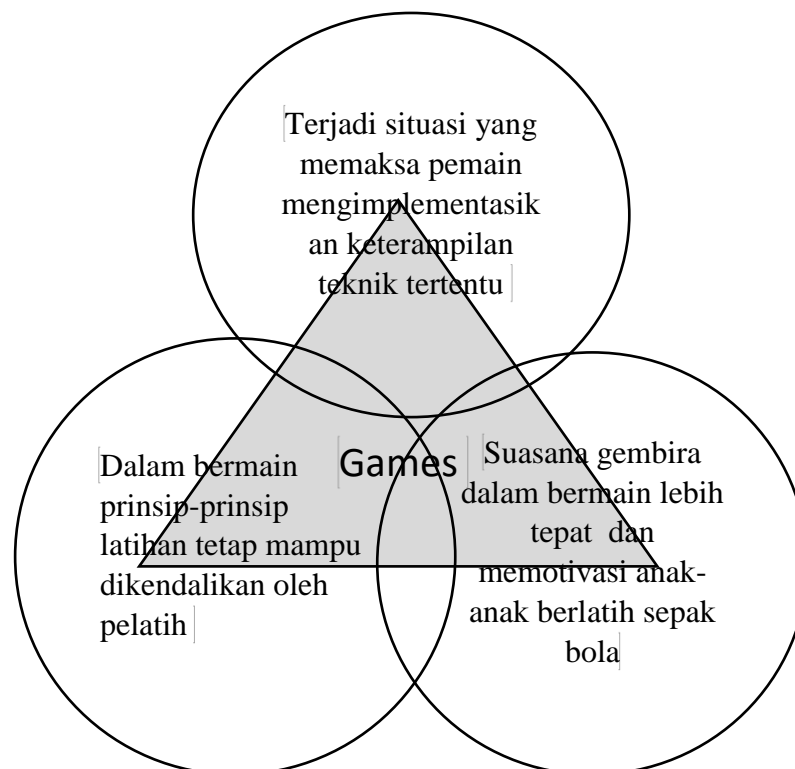 Terjadi situasi yang
memaksa pemain
mengimplementasik
an keterampilan
teknik tertentu
Dalam bermain
prinsip-prinsip
latihan tetap mampu
dikendalikan oleh
pelatih
Games
Suasana gembira
dalam bermain lebih
tepat  dan
memotivasi anak-
anak berlatih sepak
bola